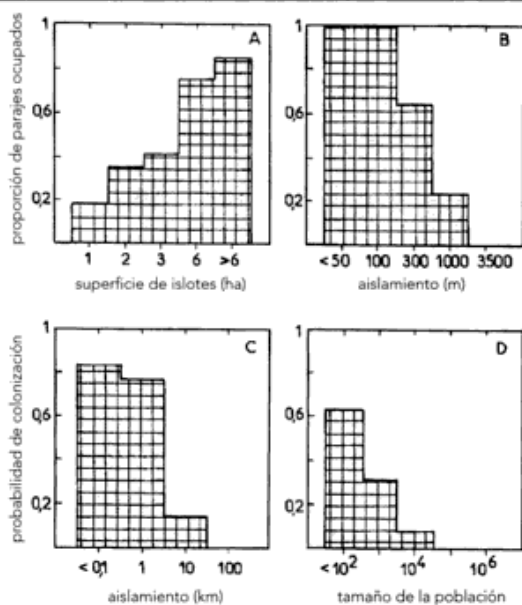 proporción de parajes ocupados
1
0,6
0,2
A
1 2 3 6 >6
superficie de islotes (ha)
1
0,6
0,2
B
<50 100 300 1000 3500
aislamiento (m)
probabilidad de colonización
1
0,6
0,2
C
<0,1 1 10 100
aislamiento (km)
1
0,6
0,2
D
<10² 10⁴ 10⁶
tamaño de la población